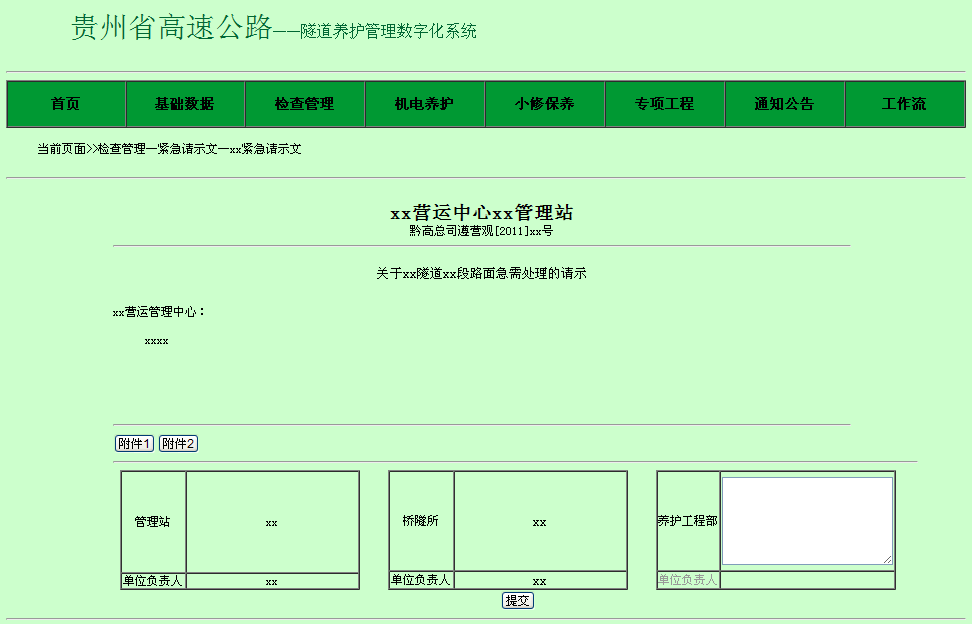 贵州省高速公路——隧道养护管理数字化系统
首页 基础数据 检查管理 机电养护 小修保养 专项工程 通知公告 工作流
当前页面>>检查管理—紧急请示文—xx紧急请示文
xx营运中心xx管理站
黔高总司遵营观[2011]xx号
关于xx隧道xx段路面急需处理的请示
xx营运管理中心：
xxxx
附件1 附件2
管理站 xx 桥隧所 xx 养护工程部
单位负责人 xx 单位负责人 xx 单位负责人
提交